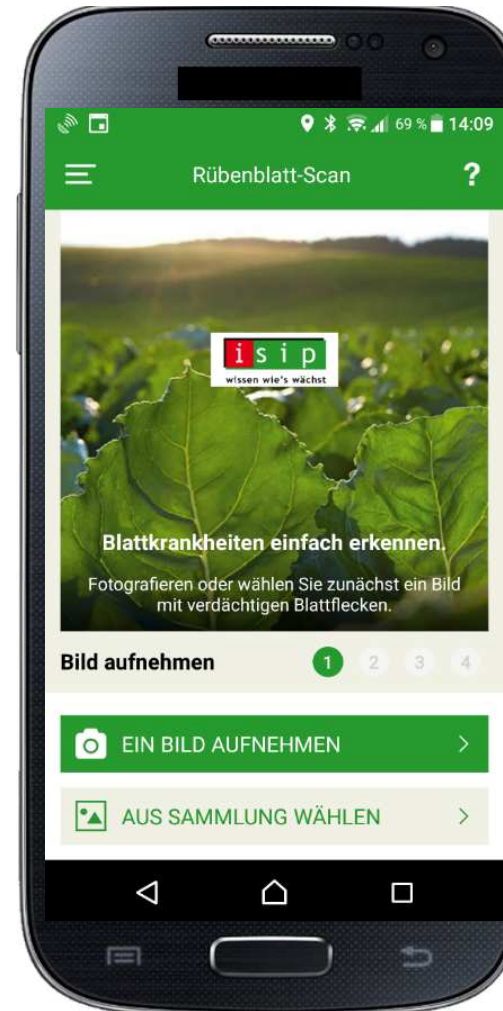 69 % 14:09
Rübenblatt-Scan ?
isip
wissen wie's wächst
Blattkrankheiten einfach erkennen.
Fotografieren oder wählen Sie zunächst ein Bild
mit verdächtigen Blattflecken.
Bild aufnehmen 1 2 3 4
EIN BILD AUFNEHMEN
AUS SAMMLUNG WÄHLEN